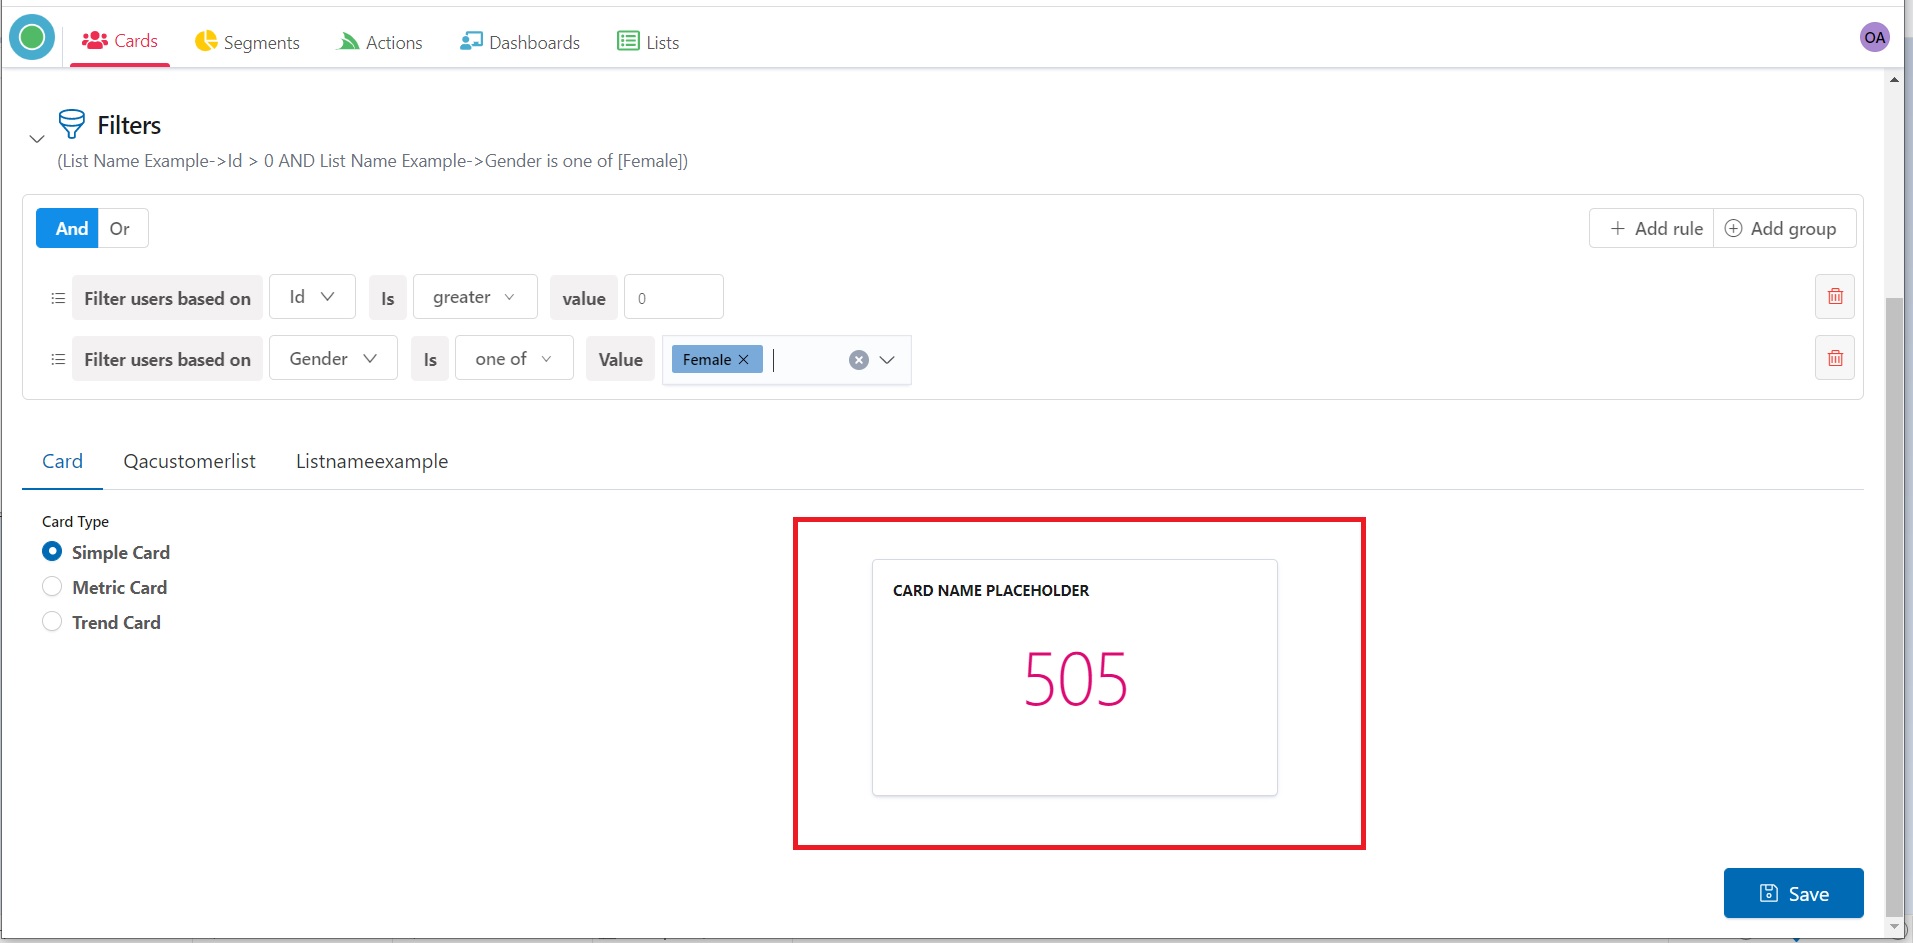 Cards Segments Actions Dashboards Lists OA
Filters
(List Name Example->Id > 0 AND List Name Example->Gender is one of [Female])
And Or + Add rule Add group
Filter users based on Id Is greater value 0
Filter users based on Gender Is one of Value Female ×
Card Qacustomerlist Listnameexample
Card Type
Simple Card
Metric Card
Trend Card
CARD NAME PLACEHOLDER
505
Save